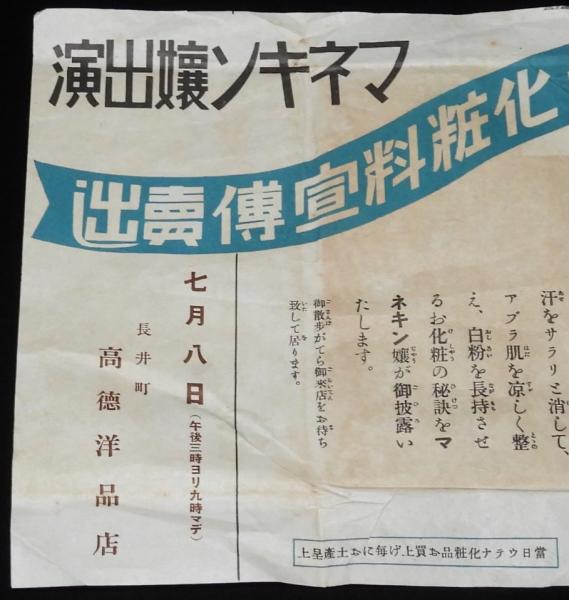 マネキン孃出演
化粧料宣傳賣出
汗をサラリと消して、
アブラ肌を涼しく整
え、白粉を長持させ
るお化粧の秘訣をマ
ネキン孃が御披露い
たします。
御散歩がてら御來店をお待ち
致して居ります。
七月八日(午後三時ヨリ九時マデ)
長井町
高德洋品店
當日ウテナ化粧品お買上げ每にお土產呈上